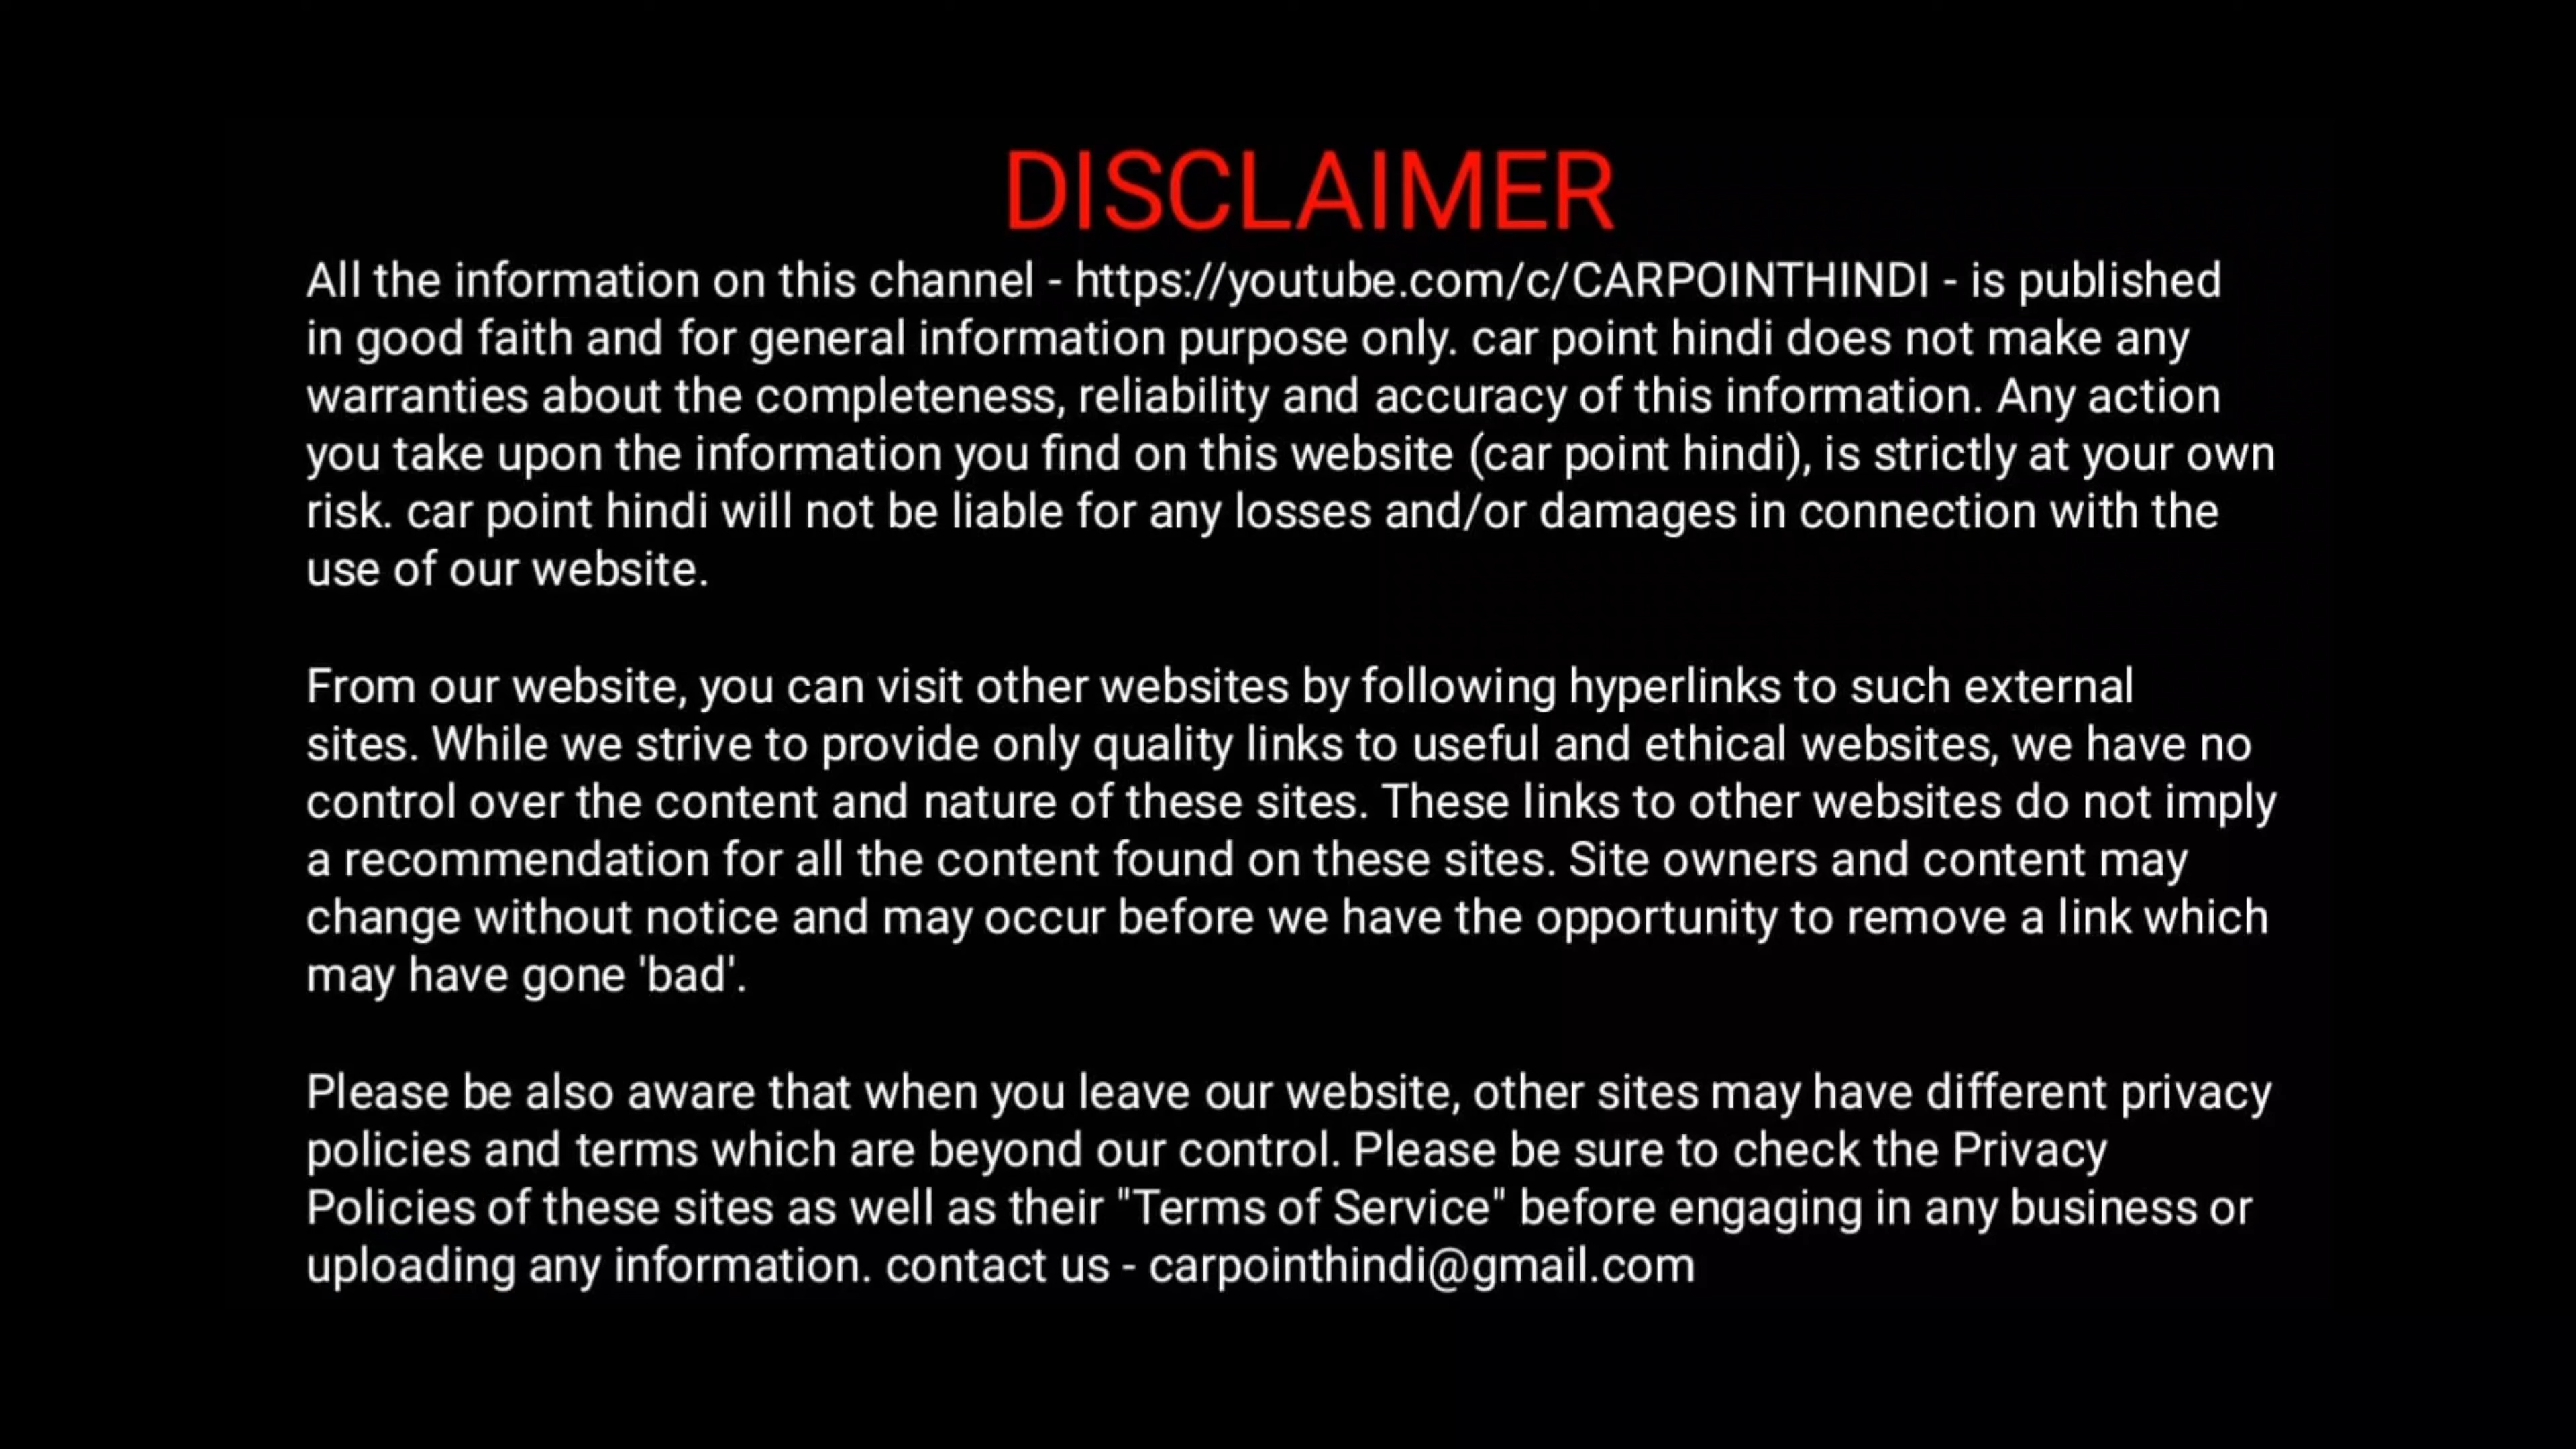 DISCLAIMER
All the information on this channel - https://youtube.com/c/CARPOINTHINDI - is published
in good faith and for general information purpose only. car point hindi does not make any
warranties about the completeness, reliability and accuracy of this information. Any action
you take upon the information you find on this website (car point hindi), is strictly at your own
risk. car point hindi will not be liable for any losses and/or damages in connection with the
use of our website.
From our website, you can visit other websites by following hyperlinks to such external
sites. While we strive to provide only quality links to useful and ethical websites, we have no
control over the content and nature of these sites. These links to other websites do not imply
a recommendation for all the content found on these sites. Site owners and content may
change without notice and may occur before we have the opportunity to remove a link which
may have gone 'bad'.
Please be also aware that when you leave our website, other sites may have different privacy
policies and terms which are beyond our control. Please be sure to check the Privacy
Policies of these sites as well as their "Terms of Service" before engaging in any business or
uploading any information. contact us - carpointhindi@gmail.com